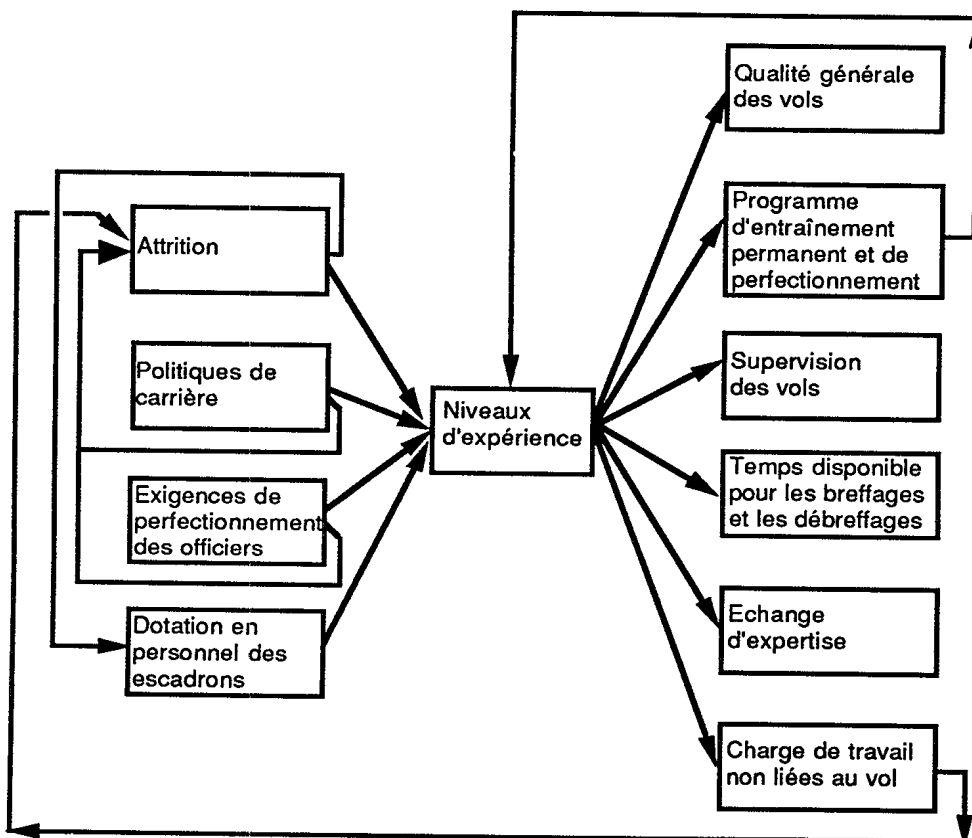 Attrition
Politiques de
carrière
Exigences de
perfectionnement
des officiers
Dotation en
personnel des
escadrons
Niveaux
d'expérience
Qualité générale
des vols
Programme
d'entraînement
permanent et de
perfectionnement
Supervision
des vols
Temps disponible
pour les breffages
et les débreffages
Echange
d'expertise
Charge de travail
non liées au vol